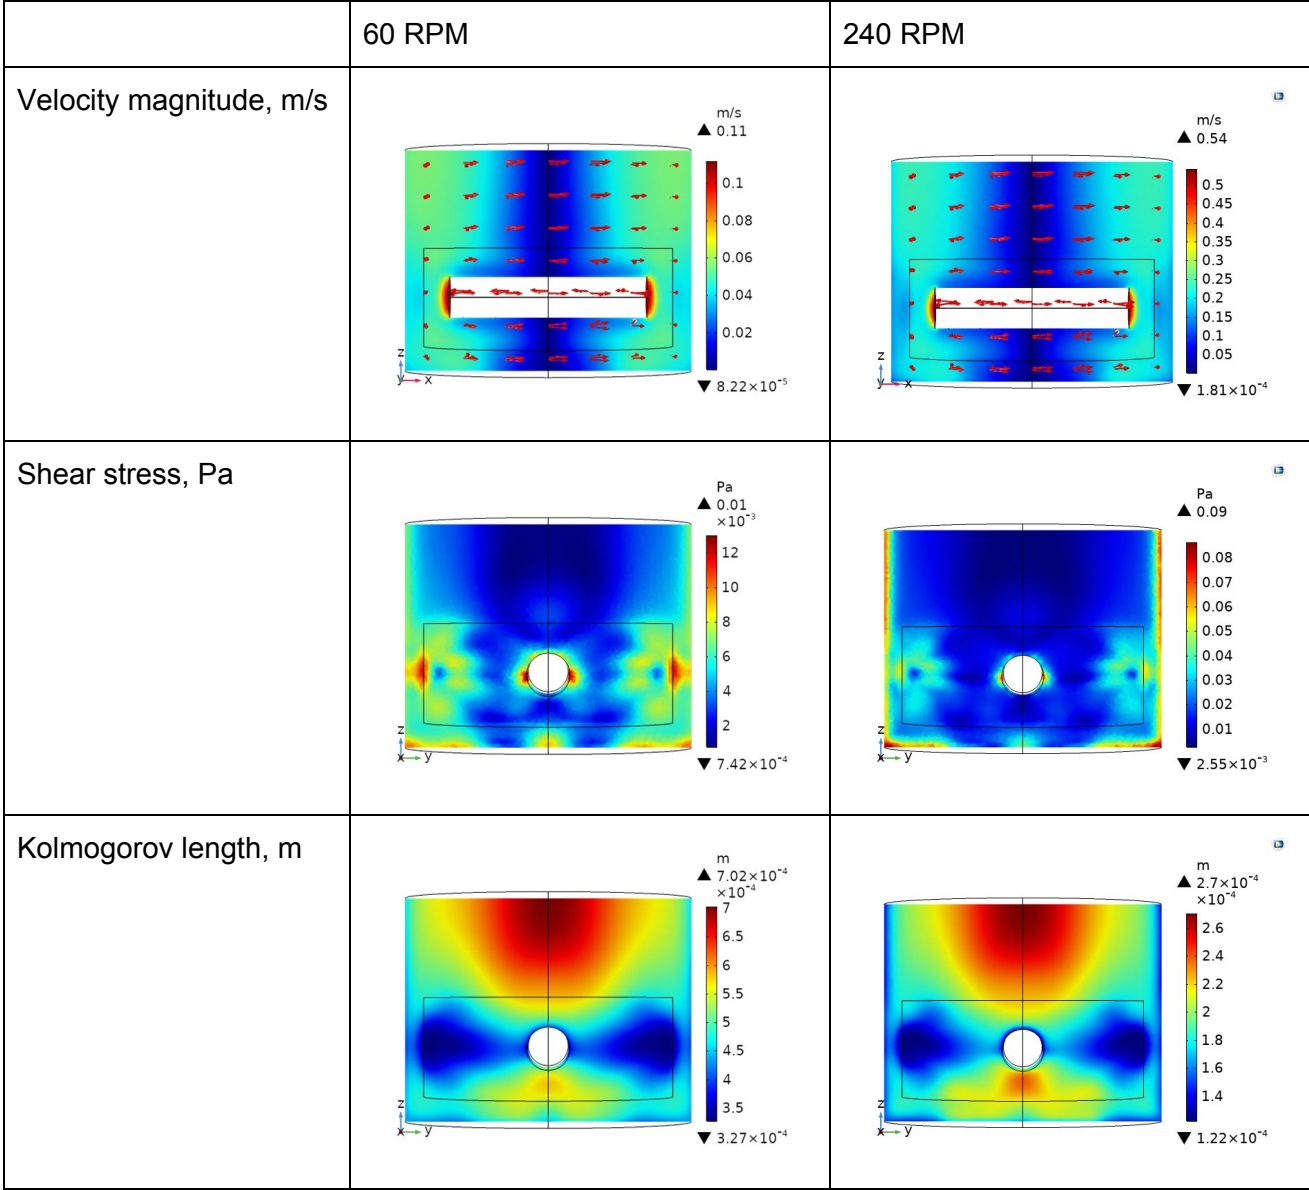 60 RPM
240 RPM
Velocity magnitude, m/s
m/s
▲ 0.11
0.1
0.08
0.06
0.04
0.02
▼ 8.22×10⁻⁵
z
y x
m/s
▲ 0.54
0.5
0.45
0.4
0.35
0.3
0.25
0.2
0.15
0.1
0.05
▼ 1.81×10⁻⁴
z
y x
Shear stress, Pa
Pa
▲ 0.01
×10⁻³
12
10
8
6
4
2
▼ 7.42×10⁻⁴
z
x y
Pa
▲ 0.09
0.08
0.07
0.06
0.05
0.04
0.03
0.02
0.01
▼ 2.55×10⁻³
z
x y
Kolmogorov length, m
m
▲ 7.02×10⁻⁴
×10⁻⁴
7
6.5
6
5.5
5
4.5
4
3.5
▼ 3.27×10⁻⁴
z
x y
m
▲ 2.7×10⁻⁴
×10⁻⁴
2.6
2.4
2.2
2
1.8
1.6
1.4
▼ 1.22×10⁻⁴
z
x y